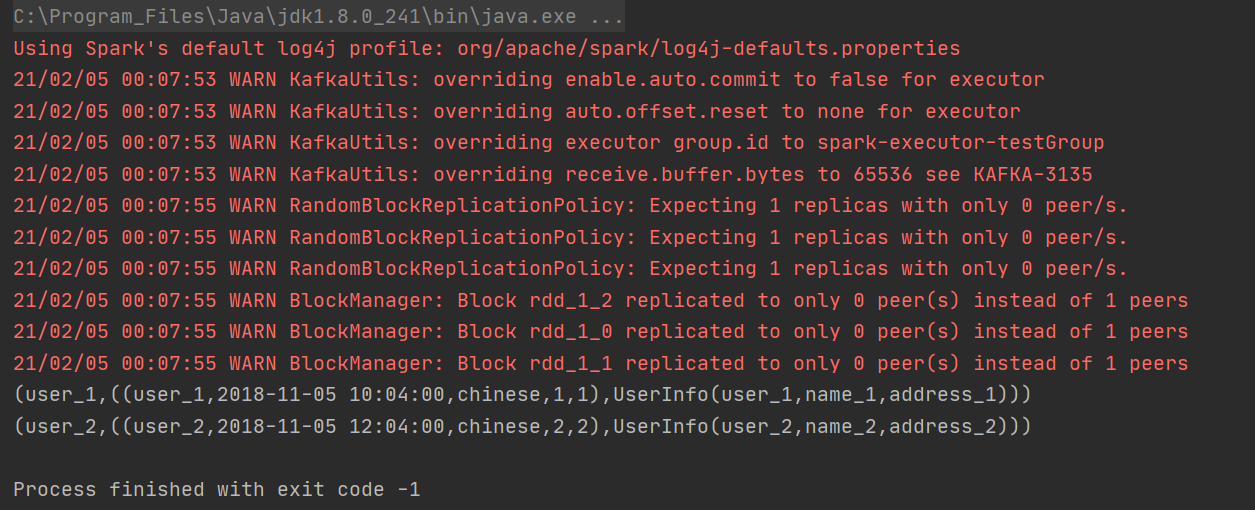 C:\Program_Files\Java\jdk1.8.0_241\bin\java.exe ...
Using Spark's default log4j profile: org/apache/spark/log4j-defaults.properties
21/02/05 00:07:53 WARN KafkaUtils: overriding enable.auto.commit to false for executor
21/02/05 00:07:53 WARN KafkaUtils: overriding auto.offset.reset to none for executor
21/02/05 00:07:53 WARN KafkaUtils: overriding executor group.id to spark-executor-testGroup
21/02/05 00:07:53 WARN KafkaUtils: overriding receive.buffer.bytes to 65536 see KAFKA-3135
21/02/05 00:07:55 WARN RandomBlockReplicationPolicy: Expecting 1 replicas with only 0 peer/s.
21/02/05 00:07:55 WARN RandomBlockReplicationPolicy: Expecting 1 replicas with only 0 peer/s.
21/02/05 00:07:55 WARN RandomBlockReplicationPolicy: Expecting 1 replicas with only 0 peer/s.
21/02/05 00:07:55 WARN BlockManager: Block rdd_1_2 replicated to only 0 peer(s) instead of 1 peers
21/02/05 00:07:55 WARN BlockManager: Block rdd_1_0 replicated to only 0 peer(s) instead of 1 peers
21/02/05 00:07:55 WARN BlockManager: Block rdd_1_1 replicated to only 0 peer(s) instead of 1 peers
(user_1,((user_1,2018-11-05 10:04:00,chinese,1,1),UserInfo(user_1,name_1,address_1)))
(user_2,((user_2,2018-11-05 12:04:00,chinese,2,2),UserInfo(user_2,name_2,address_2)))
Process finished with exit code -1